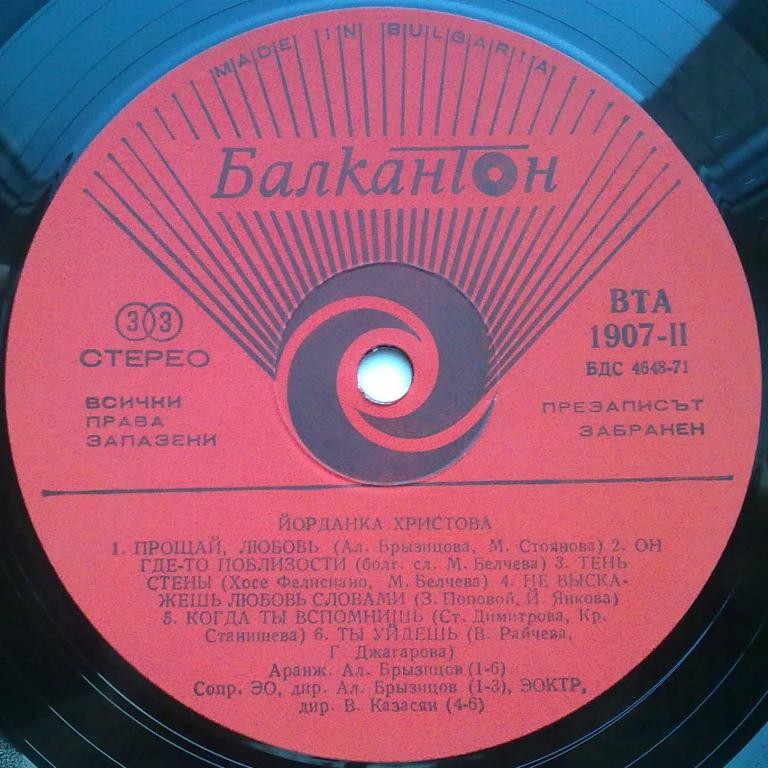 MADE IN BULGARIA
БалканТон
33
СТЕРЕО
ВСИЧКИ
ПРАВА
ЗАПАЗЕНИ
ВТА
1907-II
БДС 4648-71
ПРЕЗАПИСЪТ
ЗАБРАНЕН
ЙОРДАНКА ХРИСТОВА
1. ПРОЩАЙ, ЛЮБОВЬ (Ал. Брызицова, М. Стоянова) 2. ОН
ГДЕ-ТО ПОБЛИЗОСТИ (болг. сл. М. Белчева) 3. ТЕНЬ
СТЕНЫ (Хосе Фелисиано, М. Белчева) 4. НЕ ВЫСКА-
ЖЕШЬ ЛЮБОВЬ СЛОВАМИ (З. Поповой, Й. Янкова)
5. КОГДА ТЫ ВСПОМНИШЬ (Ст. Димитрова, Кр.
Станишева) 6. ТЫ УЙДЕШЬ (В. Райчева,
Г Джагарова)
Аранж. Ал. Брызицов (1-6)
Сопр. ЭО, дир. Ал. Брызицов (1-3), ЭОКТР,
дир. В. Казасян (4-6)